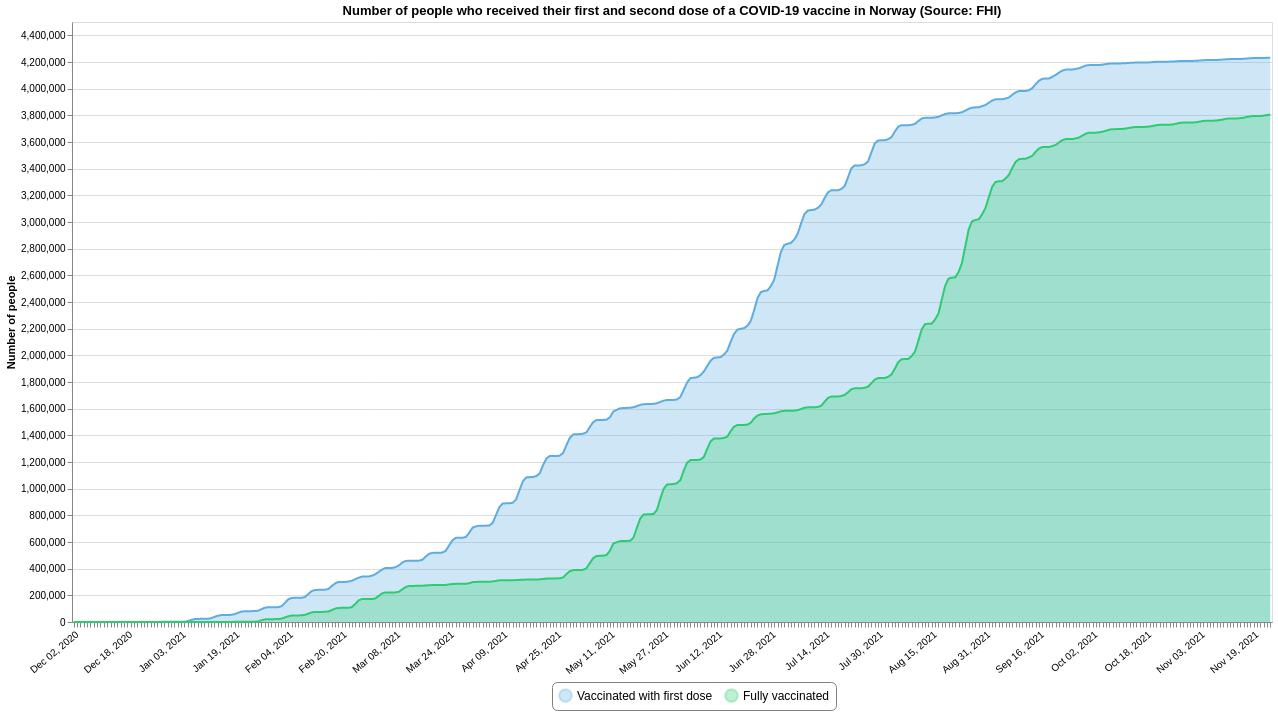 Number of people who received their first and second dose of a COVID-19 vaccine in Norway (Source: FHI)
Number of people
4,400,000
4,200,000
4,000,000
3,800,000
3,600,000
3,400,000
3,200,000
3,000,000
2,800,000
2,600,000
2,400,000
2,200,000
2,000,000
1,800,000
1,600,000
1,400,000
1,200,000
1,000,000
800,000
600,000
400,000
200,000
0
Dec 02, 2020
Dec 18, 2020
Jan 03, 2021
Jan 19, 2021
Feb 04, 2021
Feb 20, 2021
Mar 08, 2021
Mar 24, 2021
Apr 09, 2021
Apr 25, 2021
May 11, 2021
May 27, 2021
Jun 12, 2021
Jun 28, 2021
Jul 14, 2021
Jul 30, 2021
Aug 15, 2021
Aug 31, 2021
Sep 16, 2021
Oct 02, 2021
Oct 18, 2021
Nov 03, 2021
Nov 19, 2021
Vaccinated with first dose
Fully vaccinated